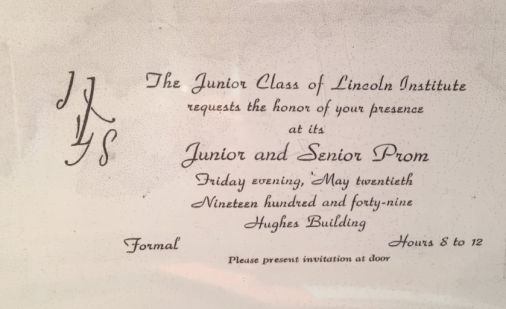 The Junior Class of Lincoln Institute
requests the honor of your presence
at its
Junior and Senior Prom
Friday evening, May twentieth
Nineteen hundred and forty-nine
Hughes Building
Formal Hours 8 to 12
Please present invitation at door